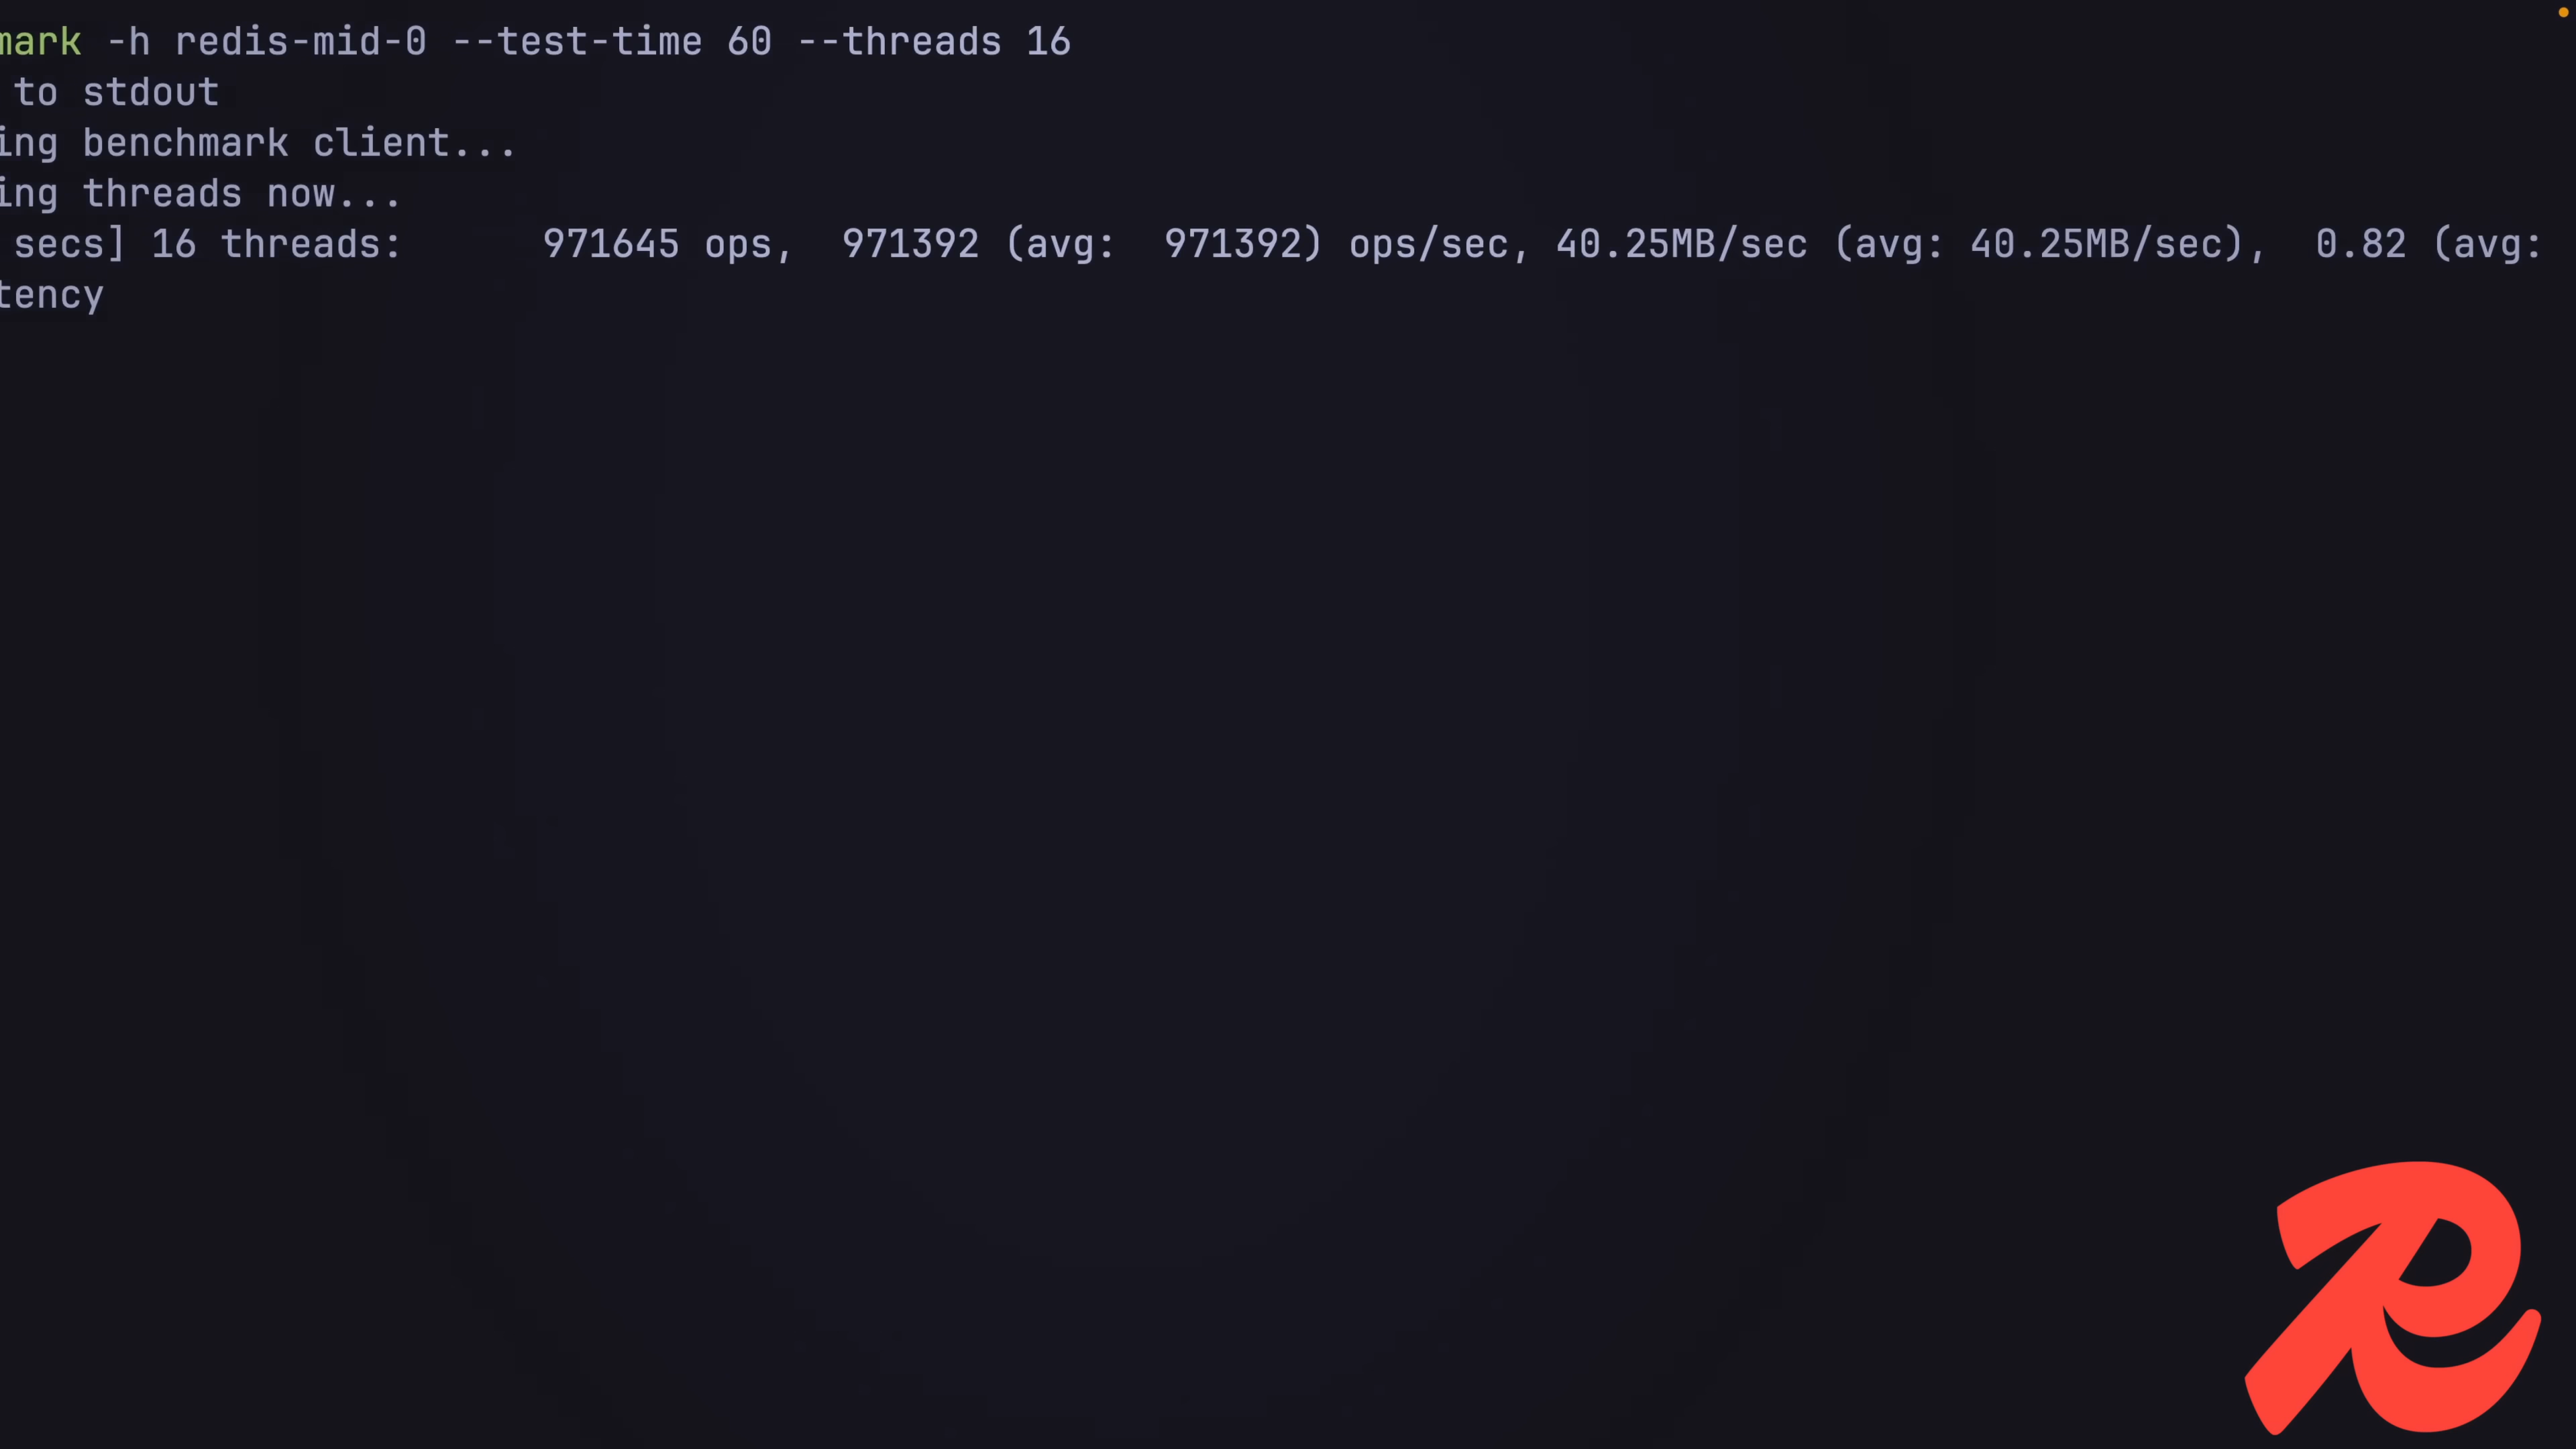 mark -h redis-mid-0 --test-time 60 --threads 16
to stdout
ing benchmark client...
ing threads now...
secs] 16 threads:      971645 ops,  971392 (avg:  971392) ops/sec, 40.25MB/sec (avg: 40.25MB/sec),  0.82 (avg:
tency